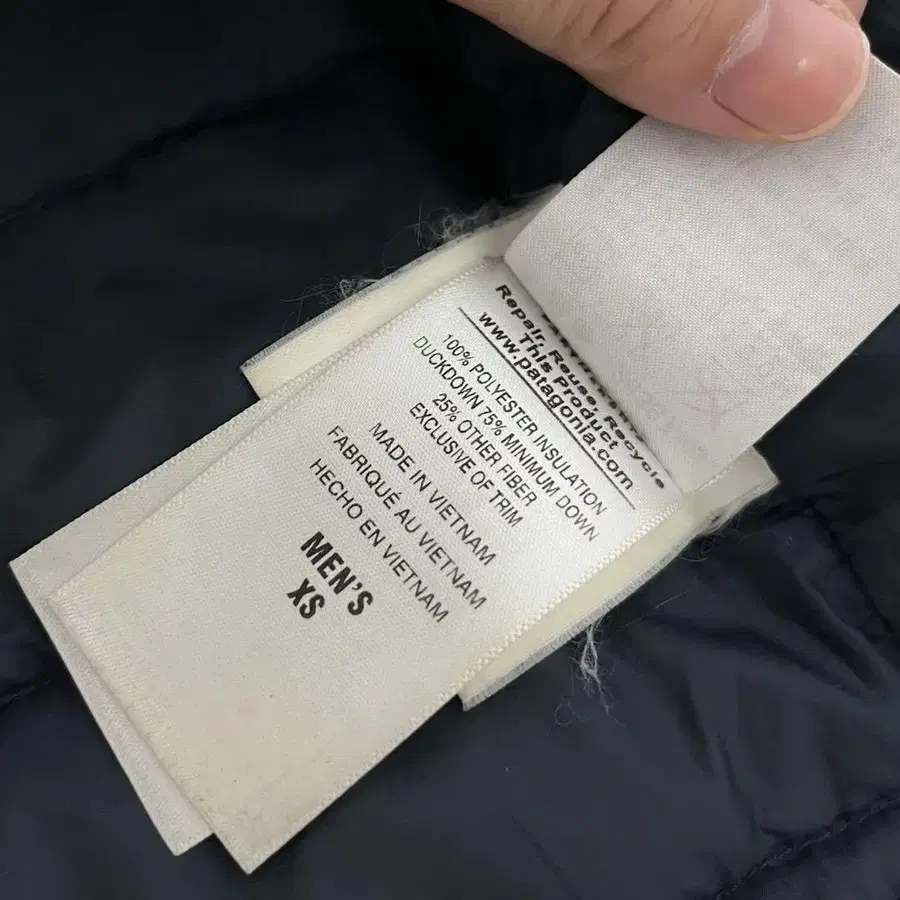 Repair, Reuse, Recycle
This Product
www.patagonia.com
100% POLYESTER INSULATION
DUCKDOWN 75% MINIMUM DOWN
25% OTHER FIBER
EXCLUSIVE OF TRIM
MADE IN VIETNAM
FABRIQUÉ AU VIETNAM
HECHO EN VIETNAM
MEN'S
XS